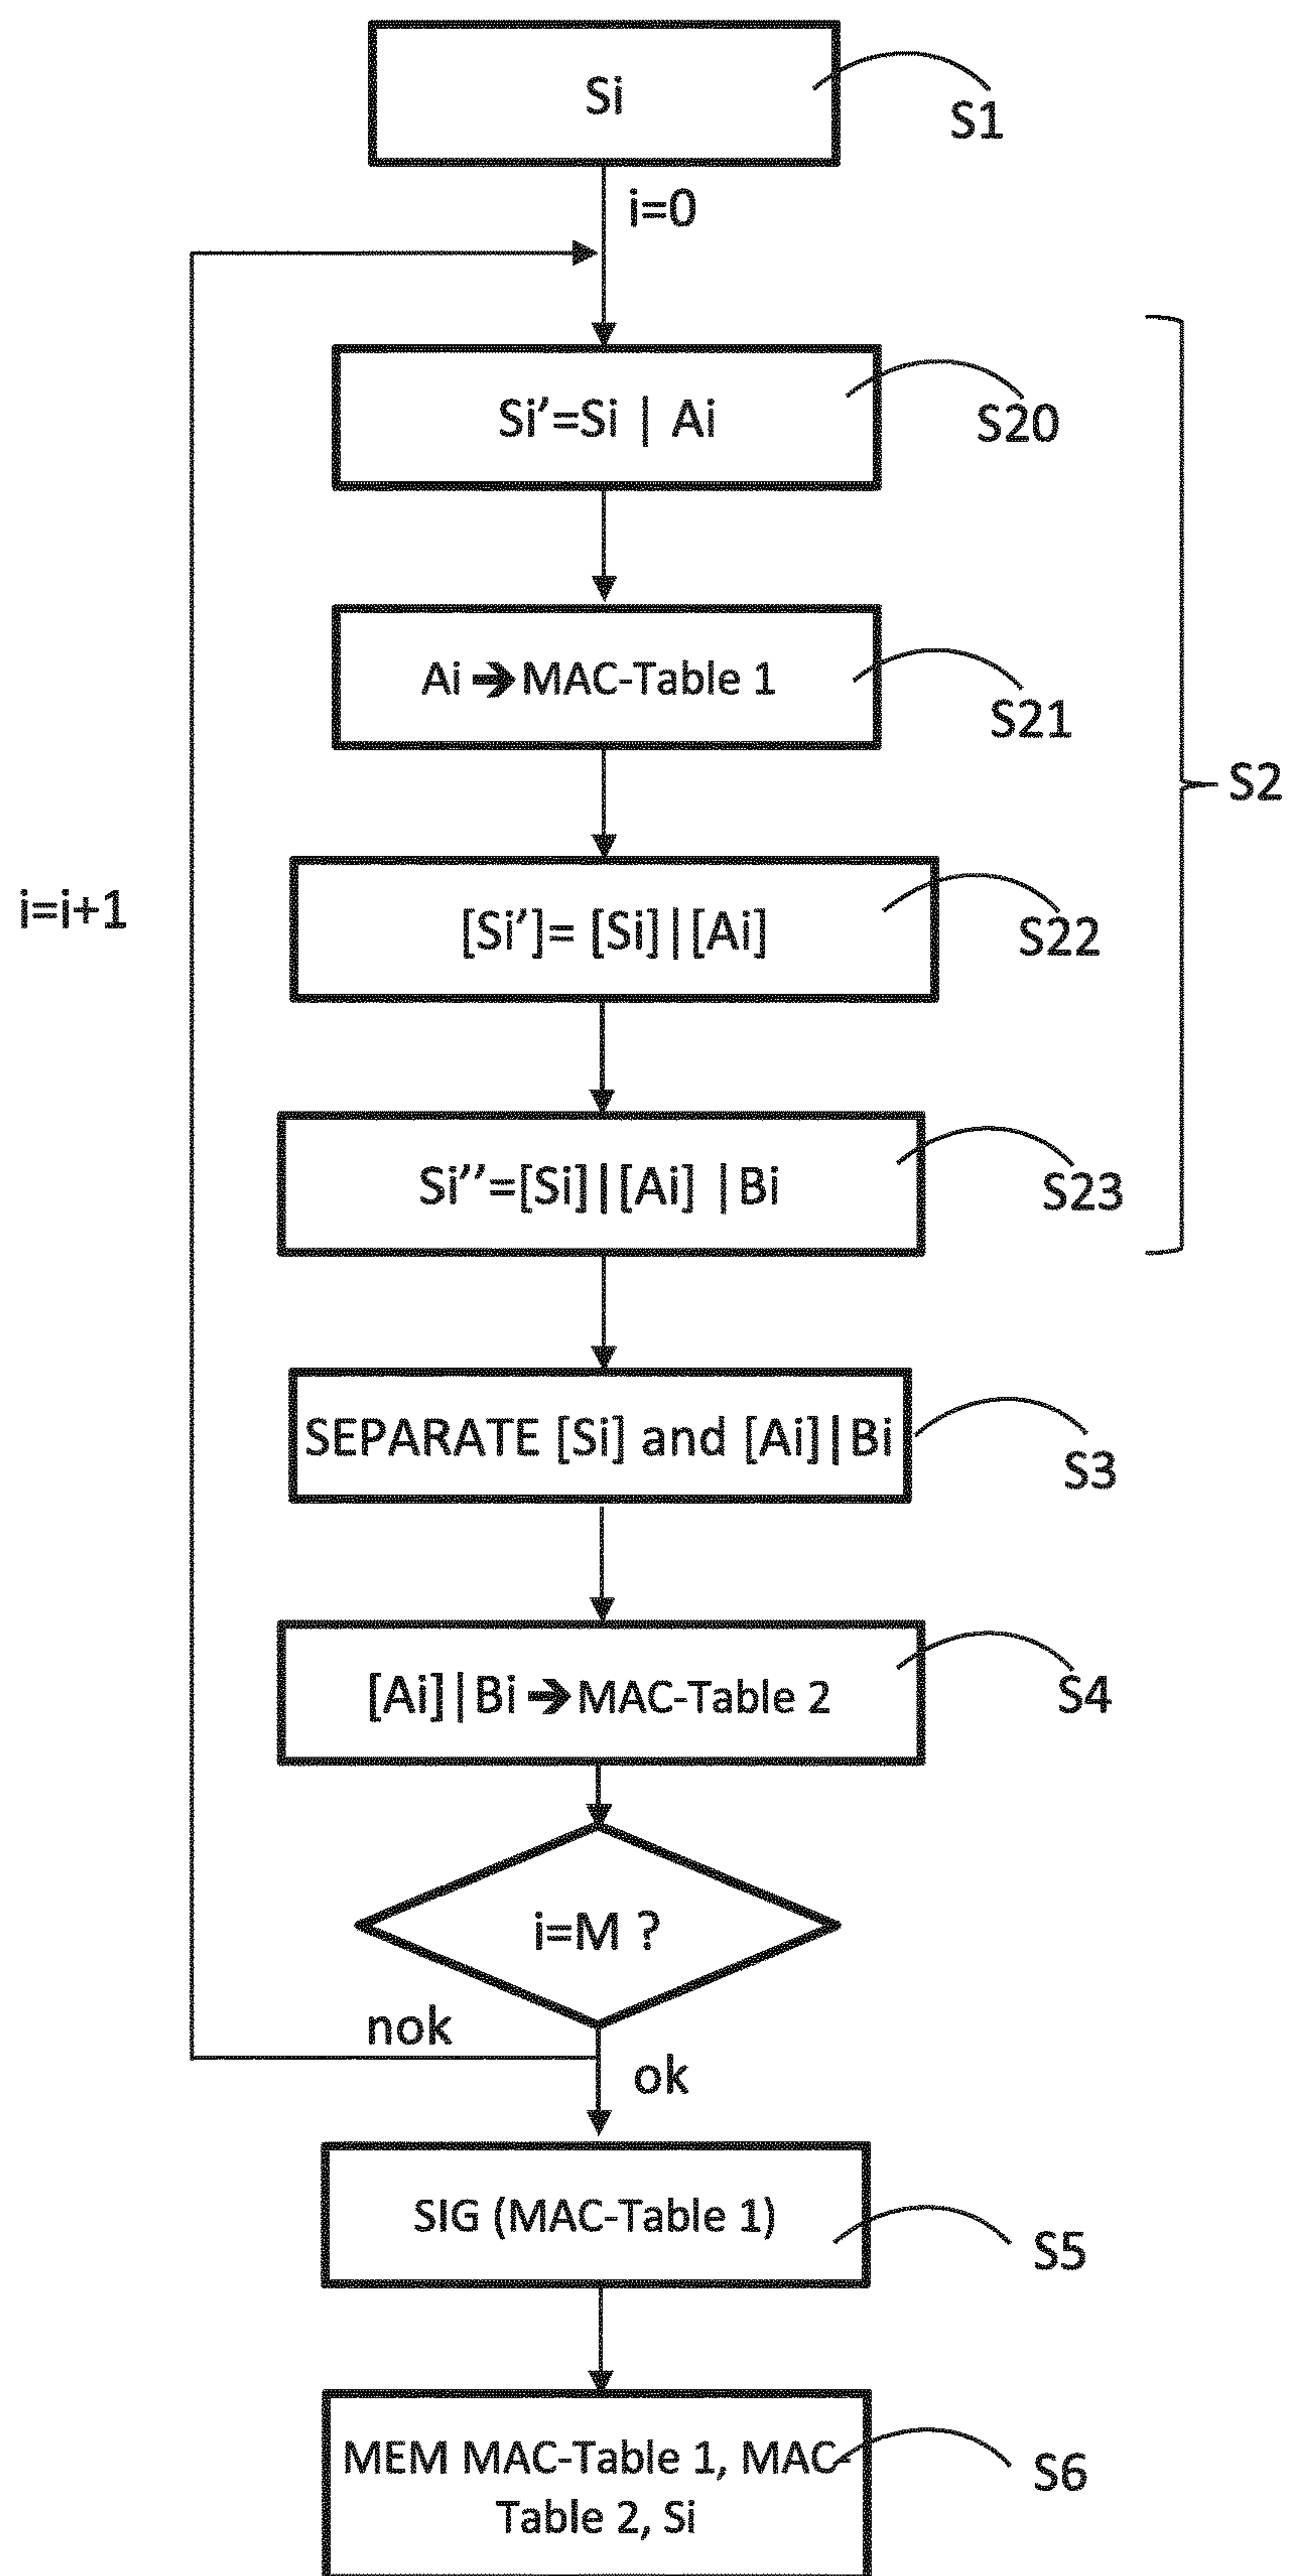 Si
S1
i=0
Si’=Si | Ai
S20
Ai ➔ MAC-Table 1
S21
S2
i=i+1
[Si’]= [Si]|[Ai]
S22
Si’’=[Si]|[Ai] |Bi
S23
SEPARATE [Si] and [Ai]|Bi
S3
[Ai]|Bi ➔ MAC-Table 2
S4
i=M ?
nok
ok
SIG (MAC-Table 1)
S5
MEM MAC-Table 1, MAC-
Table 2, Si
S6